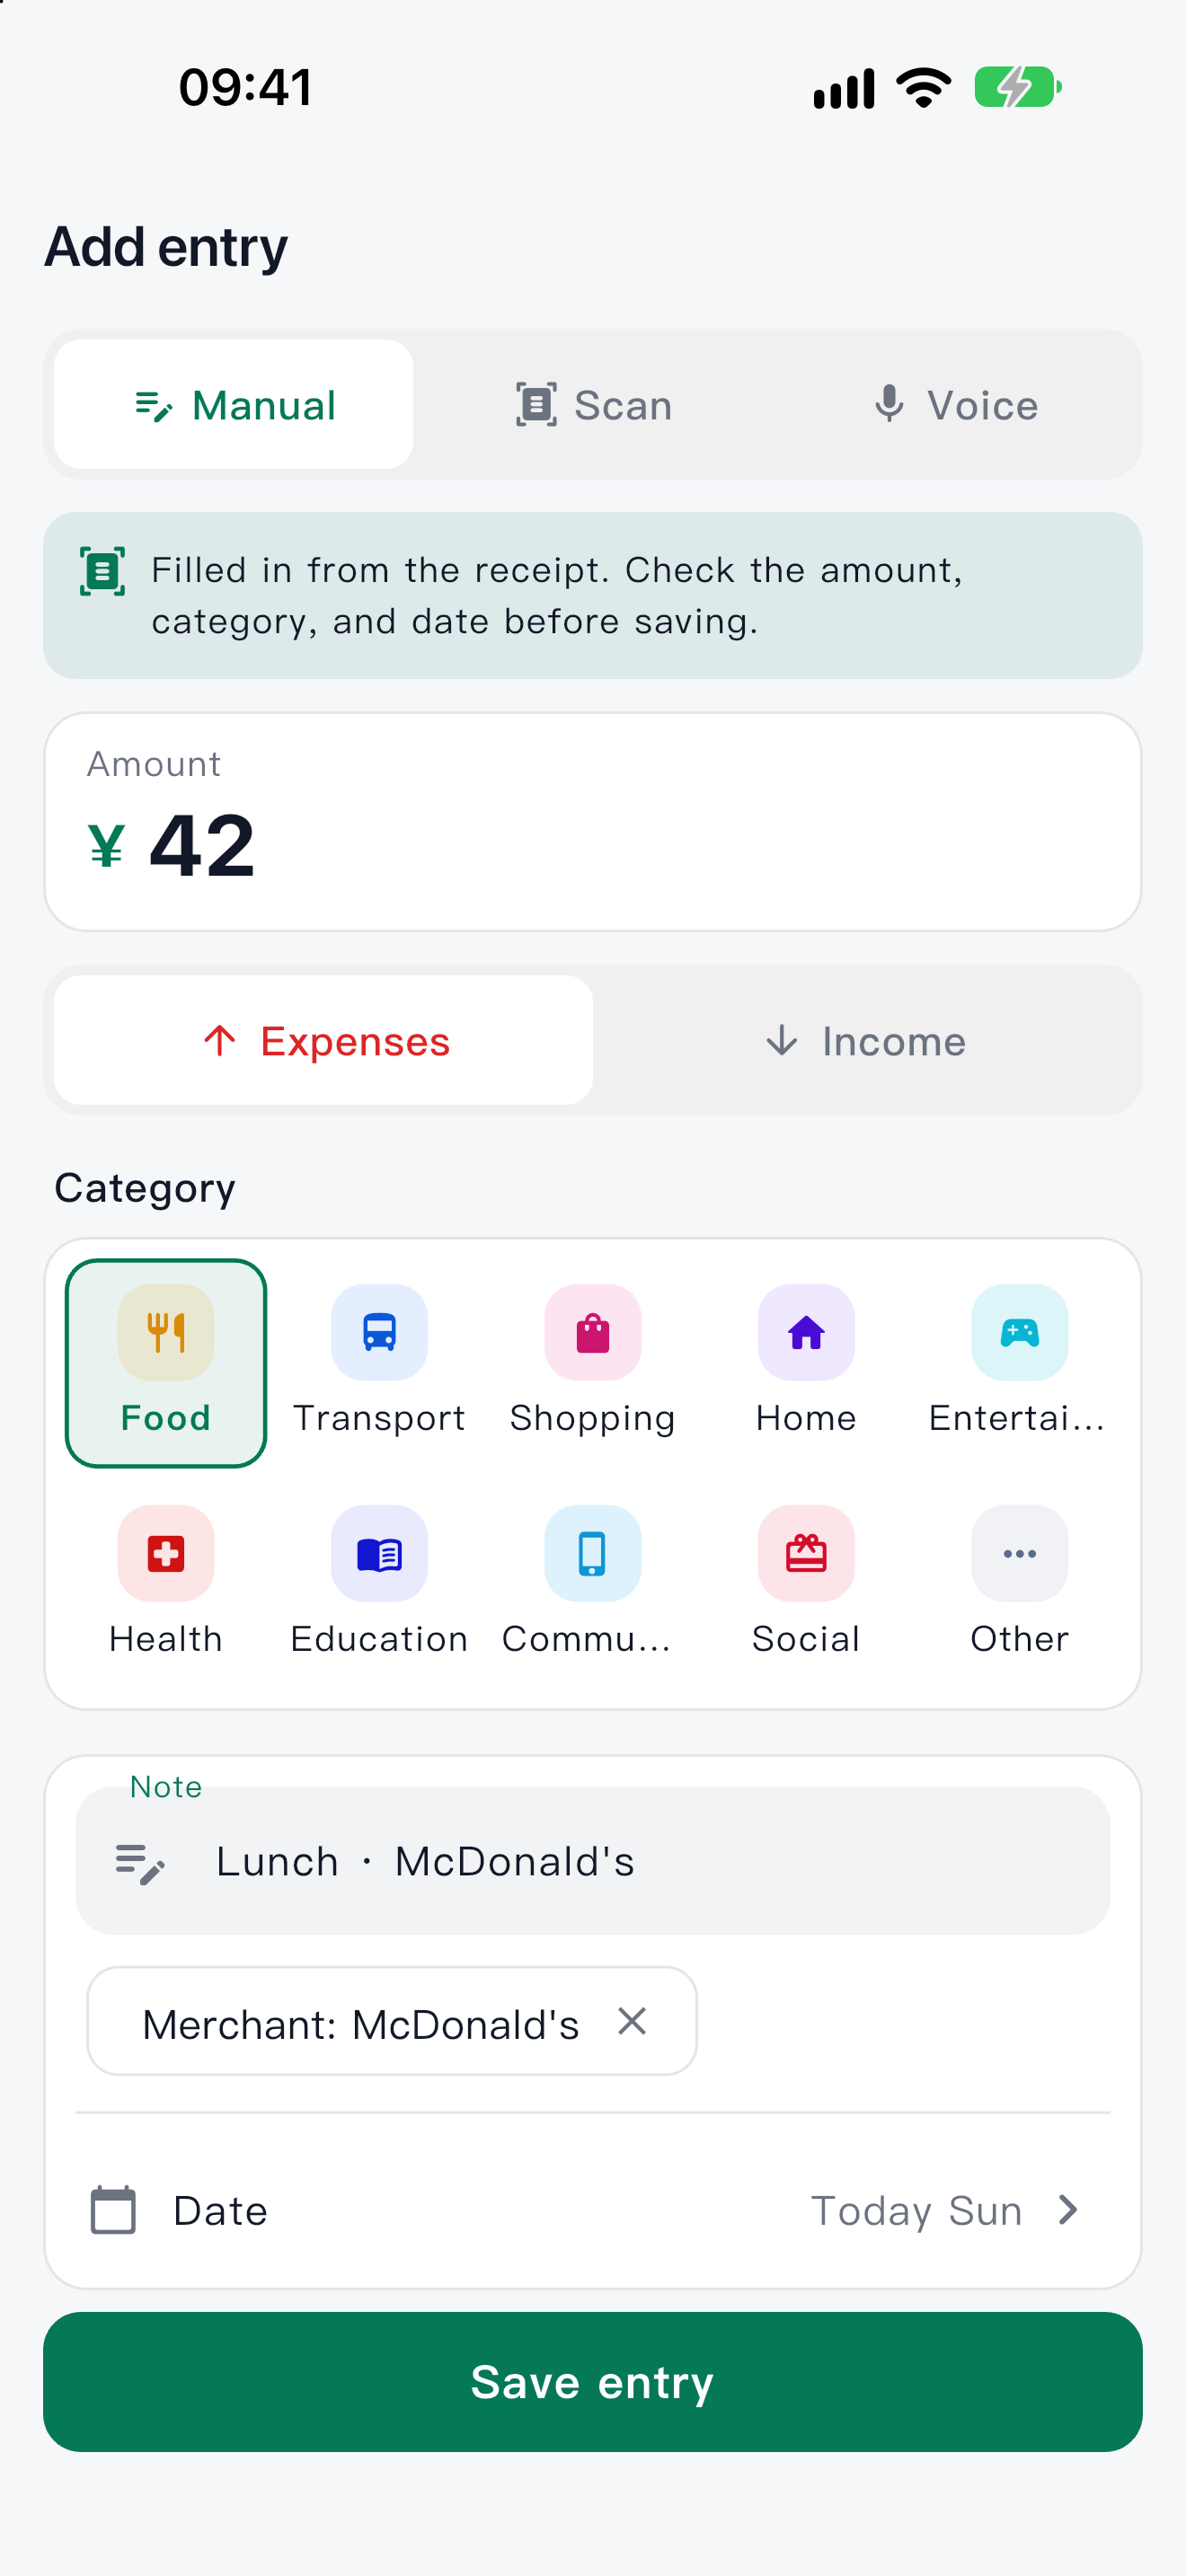 09:41
Add entry
Manual
Scan
Voice
Filled in from the receipt. Check the amount,
category, and date before saving.
Amount
¥ 42
Expenses
Income
Category
Food
Transport
Shopping
Home
Entertai...
Health
Education
Commu...
Social
Other
Note
Lunch · McDonald's
Merchant: McDonald's
Date
Today Sun
Save entry